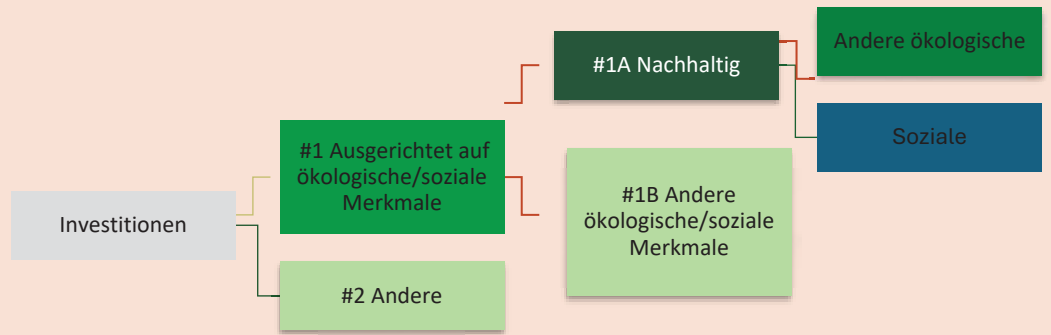 Investitionen
#1 Ausgerichtet auf
ökologische/soziale
Merkmale
#2 Andere
#1A Nachhaltig
#1B Andere
ökologische/soziale
Merkmale
Andere ökologische
Soziale